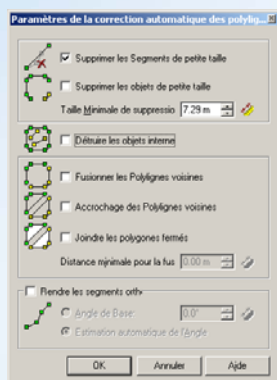 Paramètres de la correction automatique des polylig...
Supprimer les Segments de petite taille
Supprimer les objets de petite taille
Taille Minimale de suppressio 7.29 m
Détruire les objets interne
Fusionner les Polylignes voisines
Accrochage des Polylignes voisines
Joindre les polygones fermés
Distance minimale pour la fus 0.00 m
Rendre les segments orth
Angle de Base: 0.0°
Estimation automatique de l'Angle
OK Annuler Ajde